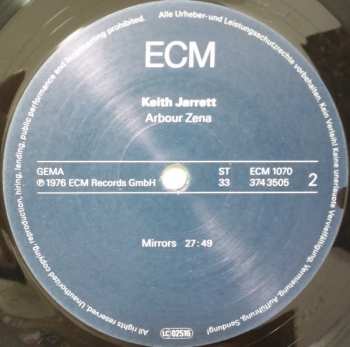 Alle Urheber- und Leistungsschutzrechte vorbehalten. Kein Verleih! Keine unerlaubte Vervielfältigung, Vermietung, Aufführung, Sendung!
ECM
Keith Jarrett
Arbour Zena
GEMA ST ECM 1070
℗ 1976 ECM Records GmbH 33 374 3505 2
Mirrors 27:49
LC 02516
All rights reserved. Unauthorized copying, reproduction, hiring, lending, public performance and broadcasting prohibited.